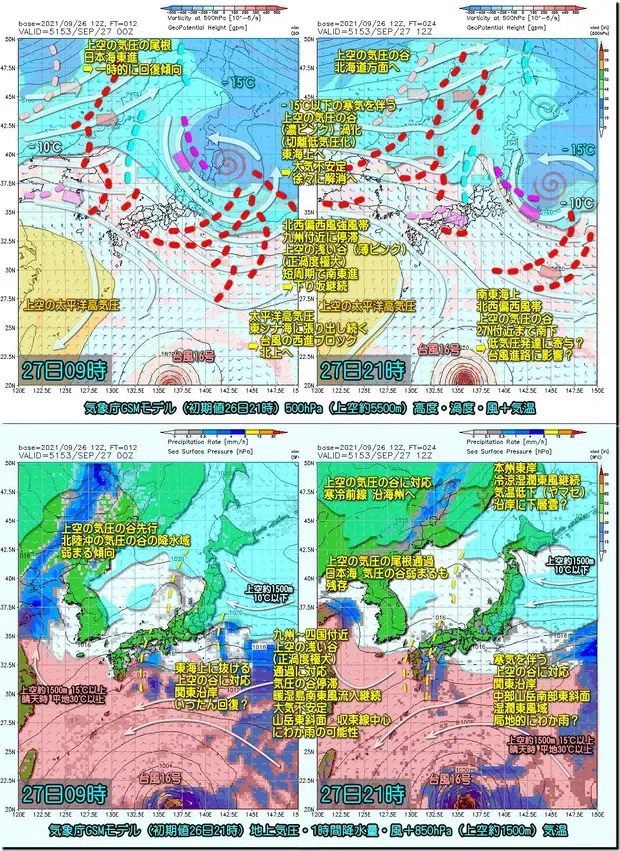 base=2021/09/26 12Z, FT=012
VALID=5153/SEP/27 00Z
Vorticity at 500hPa [10^-6/s]
GeoPotential Height [gpm]
上空の気圧の尾根
日本海東進
➡一時的に回復傾向
-15℃
-10℃
-15℃以下の寒気を伴う
上空の気圧の谷
(濃ピンク) 渦化
(切離低気圧化)
東海上へ
➡大気不安定
徐々に解消へ
北西偏西風強風帯
九州付近に停滞
上空の浅い谷 (薄ピンク)
(正渦度極大)
短周期で南東進
➡下り坂継続
上空の太平洋高気圧
太平洋高気圧
東シナ海に張り出し続く
➡台風の西進ブロック
北上へ
台風16号
27日09時
base=2021/09/26 12Z, FT=024
VALID=5153/SEP/27 12Z
Vorticity at 500hPa [10^-6/s]
GeoPotential Height [gpm]
上空の気圧の谷
北海道方面へ
-15℃
-10℃
上空の太平洋高気圧
南東海上
北西偏西風帯
上空の気圧の谷
27N付近まで南下
➡低気圧発達に寄与?
台風進路に影響?
台風16号
27日21時
気象庁GSMモデル (初期値26日21時) 500hPa (上空約5500m) 高度・渦度・風+気温
base=2021/09/26 12Z, FT=012
VALID=5153/SEP/27 00Z
Precipitation Rate [mm/h]
Sea Surface Pressure [hPa]
上空の気圧の谷先行
北陸沖の気圧の谷の降水域
弱まる傾向
上空約1500m
10℃以下
九州～四国付近
上空の浅い谷
(正渦度極大)
通過に対応
気圧の谷停滞
暖湿島南東風流入継続
大気不安定
山岳東斜面・収束線中心
にわか雨の可能性
東海上に抜ける
上空の谷に対応
関東沿岸
いったん回復?
上空約1500m 15℃以上
晴天時 平地30℃以上
台風16号
27日09時
base=2021/09/26 12Z, FT=024
VALID=5153/SEP/27 12Z
Precipitation Rate [mm/h]
Sea Surface Pressure [hPa]
上空の気圧の谷に対応
寒冷前線 沿海州へ
本州東岸
冷涼湿潤東風継続
気温低下 (ヤマセ)
沿岸に下層雲?
上空の気圧の尾根通過
日本海 気圧の谷弱まるも
残存
上空約1500m
10℃以下
寒気を伴う
上空の谷に対応
関東沿岸
中部山岳南部東斜面
湿潤東風域
局地的にわか雨?
上空約1500m 15℃以上
晴天時 平地30℃以上
台風16号
27日21時
気象庁GSMモデル (初期値26日21時) 地上気圧・1時間降水量・風+850hPa (上空約1500m) 気温